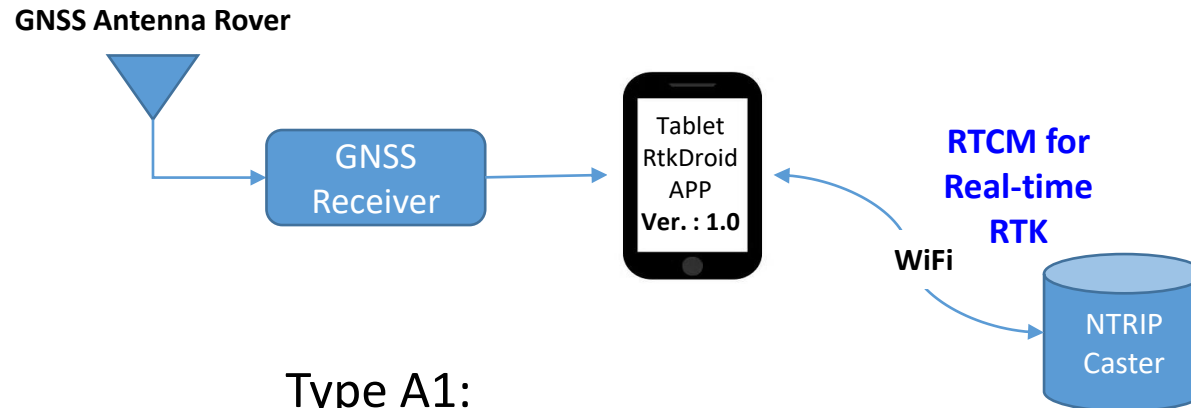 GNSS Antenna Rover
GNSS
Receiver
Tablet
RtkDroid
APP
Ver. : 1.0
RTCM for
Real-time
RTK
WiFi
NTRIP
Caster
Type A1: